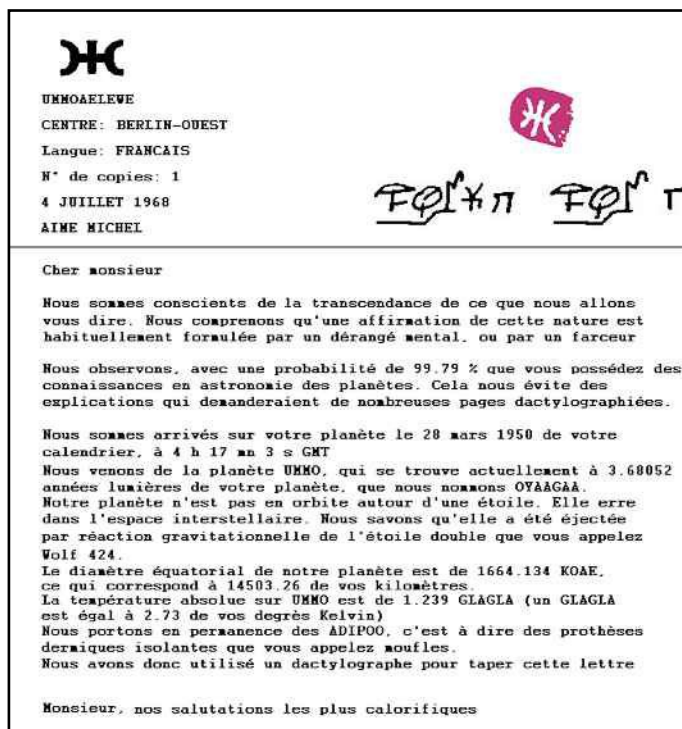 UMMOAELEWE
CENTRE: BERLIN-OUEST
Langue: FRANCAIS
N° de copies: 1
4 JUILLET 1968
AIME MICHEL
Cher monsieur
Nous sommes conscients de la transcendance de ce que nous allons
vous dire. Nous comprenons qu'une affirmation de cette nature est
habituellement formulée par un dérangé mental, ou par un farceur
Nous observons, avec une probabilité de 99.79 % que vous possédez des
connaissances en astronomie des planètes. Cela nous évite des
explications qui demanderaient de nombreuses pages dactylographiées.
Nous sommes arrivés sur votre planète le 28 mars 1950 de votre
calendrier, à 4 h 17 mn 3 s GMT
Nous venons de la planète UMMO, qui se trouve actuellement à 3.68052
années lumières de votre planète, que nous nommons OYAAGAA.
Notre planète n'est pas en orbite autour d'une étoile. Elle erre
dans l'espace interstellaire. Nous savons qu'elle a été éjectée
par réaction gravitationnelle de l'étoile double que vous appelez
Wolf 424.
Le diamètre équatorial de notre planète est de 1664.134 KOAE,
ce qui correspond à 14503.26 de vos kilomètres.
La température absolue sur UMMO est de 1.239 GLAGLA (un GLAGLA
est égal à 2.73 de vos degrès Kelvin)
Nous portons en permanence des ADIPOO, c'est à dire des prothèses
dermiques isolantes que vous appelez moufles.
Nous avons donc utilisé un dactylographe pour taper cette lettre
Monsieur, nos salutations les plus calorifiques